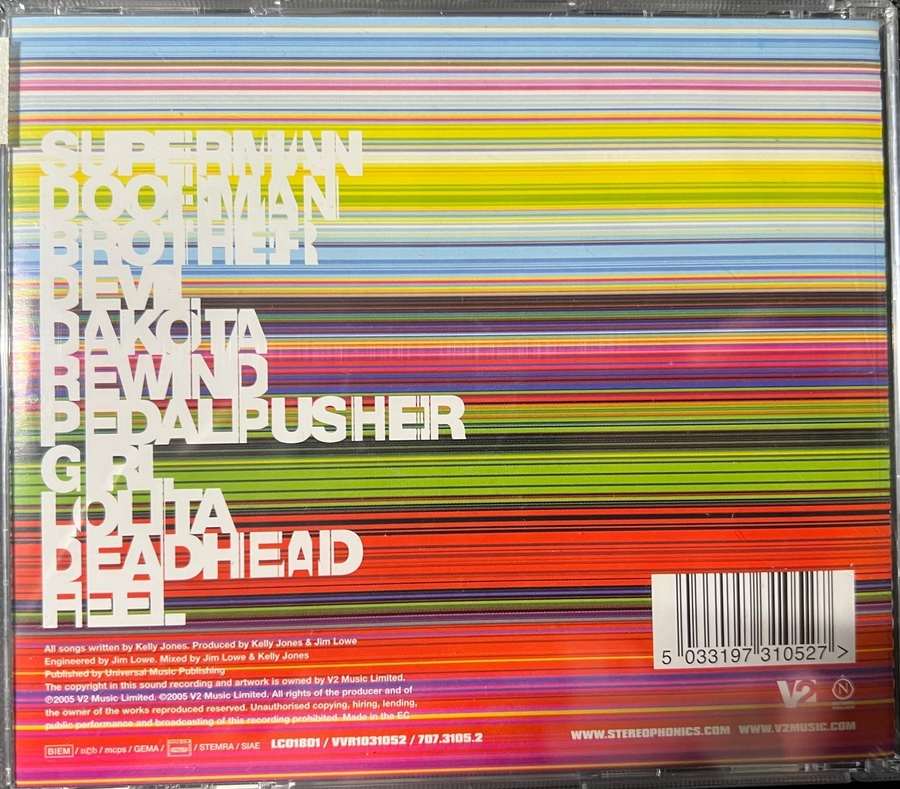 SUPERMAN
DOORMAN
BROTHER
DEVIL
DAKOTA
REWIND
PEDALPUSHER
GIRL
LOLITA
DEADHEAD
FEEL
All songs written by Kelly Jones. Produced by Kelly Jones & Jim Lowe
Engineered by Jim Lowe. Mixed by Jim Lowe & Kelly Jones
Published by Universal Music Publishing
The copyright in this sound recording and artwork is owned by V2 Music Limited.
℗2005 V2 Music Limited. ©2005 V2 Music Limited. All rights of the producer and of
the owner of the works reproduced reserved. Unauthorised copying, hiring, lending,
public performance and broadcasting of this recording prohibited. Made in the EC
BIEM / mcps / GEMA / / STEMRA / SIAE LC01801 / VVR1031052 / 707.3105.2
WWW.STEREOPHONICS.COM WWW.V2MUSIC.COM
5 033197 310527 >
V2 N